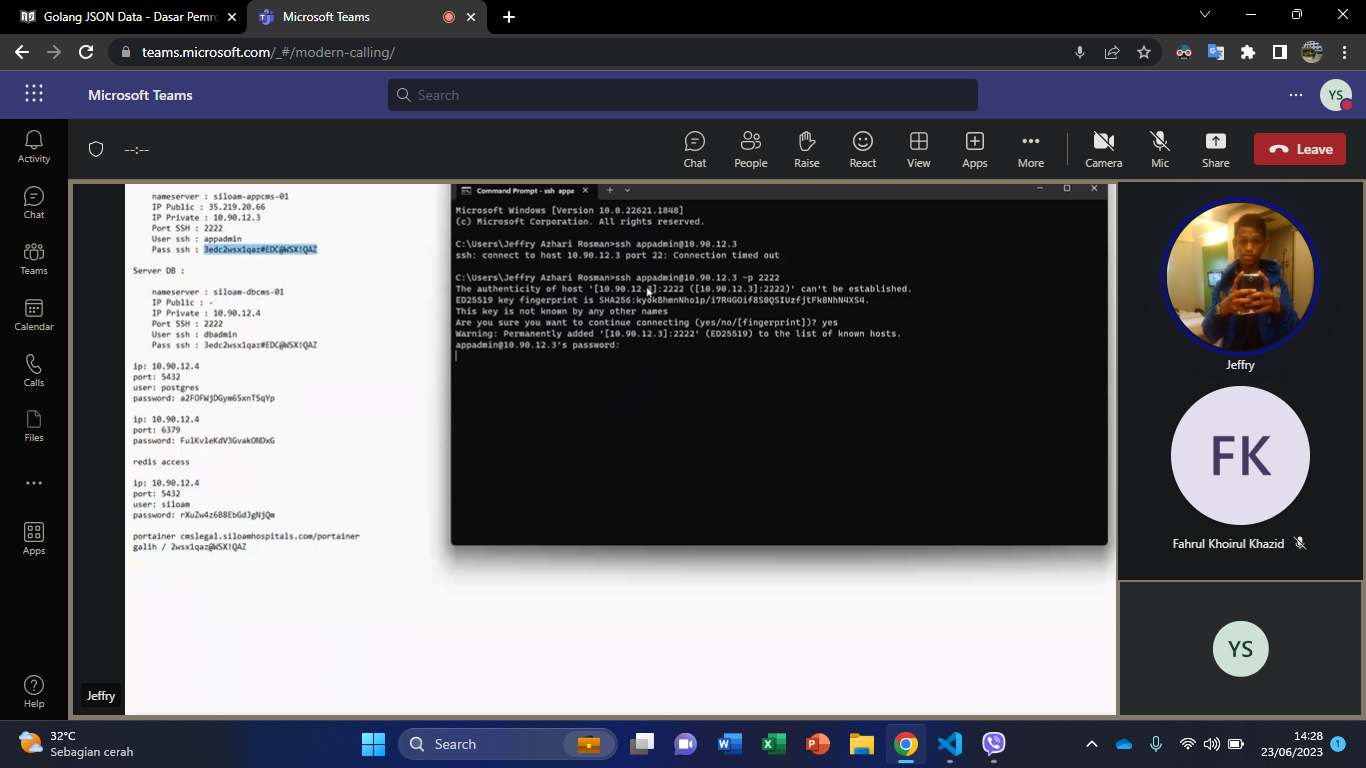 Golang JSON Data - Dasar Pemro
Microsoft Teams
teams.microsoft.com/_#/modern-calling/
Microsoft Teams
Search
YS
Activity
Chat
Teams
Calendar
Calls
Files
Apps
Help
--:--
Chat
People
Raise
React
View
Apps
More
Camera
Mic
Share
Leave
nameserver : siloam-appcms-01
IP Public : 35.219.20.66
IP Private : 10.90.12.3
Port SSH : 2222
User ssh : appadmin
Pass ssh : 3edc2wsx1qaz#EDC@WSX!QAZ
Server DB :
nameserver : siloam-dbcms-01
IP Public : -
IP Private : 10.90.12.4
Port SSH : 2222
User ssh : dbadmin
Pass ssh : 3edc2wsx1qaz#EDC@WSX!QAZ
ip: 10.90.12.4
port: 5432
user: postgres
password:
ip: 10.90.12.4
port: 6379
password:
redis access
ip: 10.90.12.4
port: 5432
user: siloam
password:
portainer cmslegal.siloamhospitals.com/portainer
galih / 2wsx1qaz@WSX!QAZ
Command Prompt - ssh appa
Microsoft Windows [Version 10.0.22621.1848]
(c) Microsoft Corporation. All rights reserved.
C:\Users\Jeffry Azhari Rosman>ssh appadmin@10.90.12.3
ssh: connect to host 10.90.12.3 port 22: Connection timed out
C:\Users\Jeffry Azhari Rosman>ssh appadmin@10.90.12.3 -p 2222
The authenticity of host '[10.90.12.3]:2222 ([10.90.12.3]:2222)' can't be established.
ED25519 key fingerprint is
This key is not known by any other names
Are you sure you want to continue connecting (yes/no/[fingerprint])? yes
Warning: Permanently added '[10.90.12.3]:2222' (ED25519) to the list of known hosts.
appadmin@10.90.12.3's password:
Jeffry
Jeffry
FK
Fahrul Khoirul Khazid
YS
32°C
Sebagian cerah
Search
14:28
23/06/2023
1